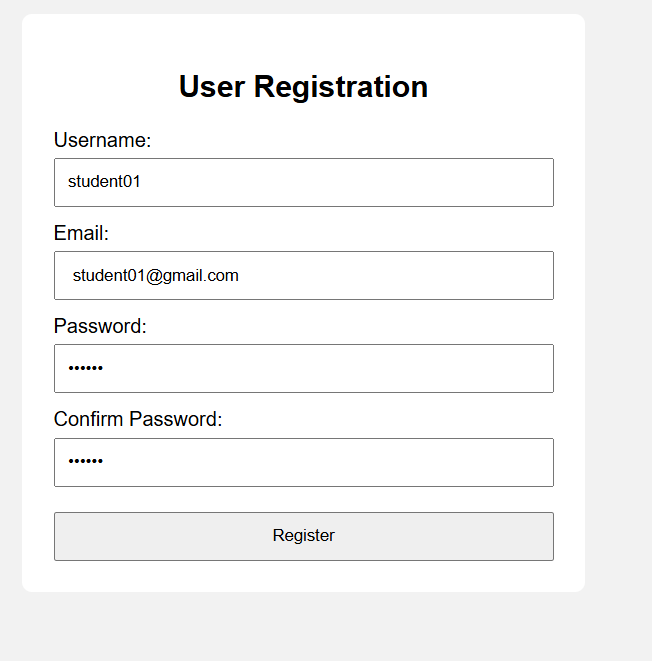 User Registration
Username:
student01
Email:
student01@gmail.com
Password:
••••••
Confirm Password:
••••••
Register